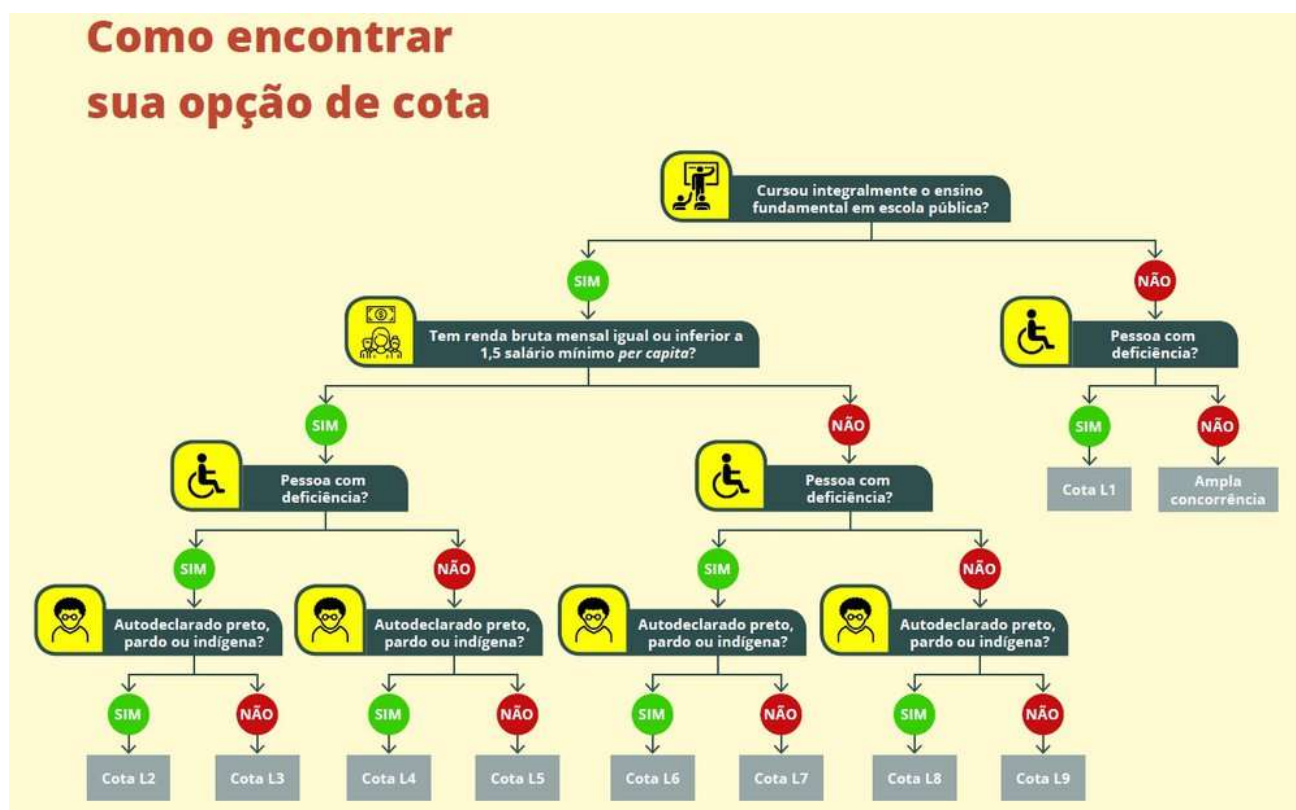 Como encontrar
sua opção de cota
Cursou integralmente o ensino
fundamental em escola pública?
SIM
NÃO
Tem renda bruta mensal igual ou inferior a
1,5 salário mínimo per capita?
Pessoa com
deficiência?
SIM
NÃO
SIM
NÃO
Pessoa com
deficiência?
Pessoa com
deficiência?
Cota L1
Ampla
concorrência
SIM
NÃO
SIM
NÃO
Autodeclarado preto,
pardo ou indígena?
Autodeclarado preto,
pardo ou indígena?
Autodeclarado preto,
pardo ou indígena?
Autodeclarado preto,
pardo ou indígena?
SIM
NÃO
SIM
NÃO
SIM
NÃO
SIM
NÃO
Cota L2
Cota L3
Cota L4
Cota L5
Cota L6
Cota L7
Cota L8
Cota L9